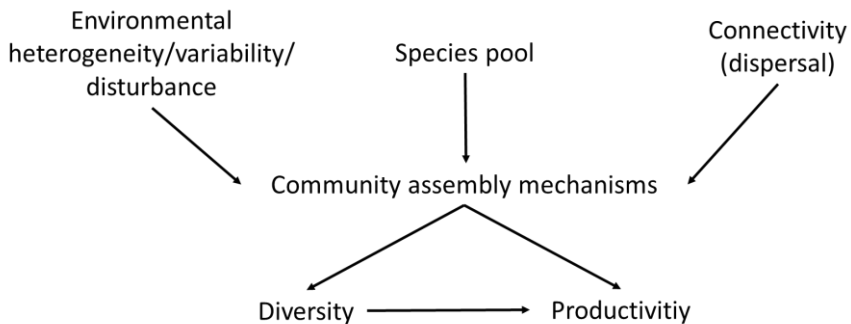 Environmental
heterogeneity/variability/
disturbance
Species pool
Connectivity
(dispersal)
Community assembly mechanisms
Diversity
Productivitiy